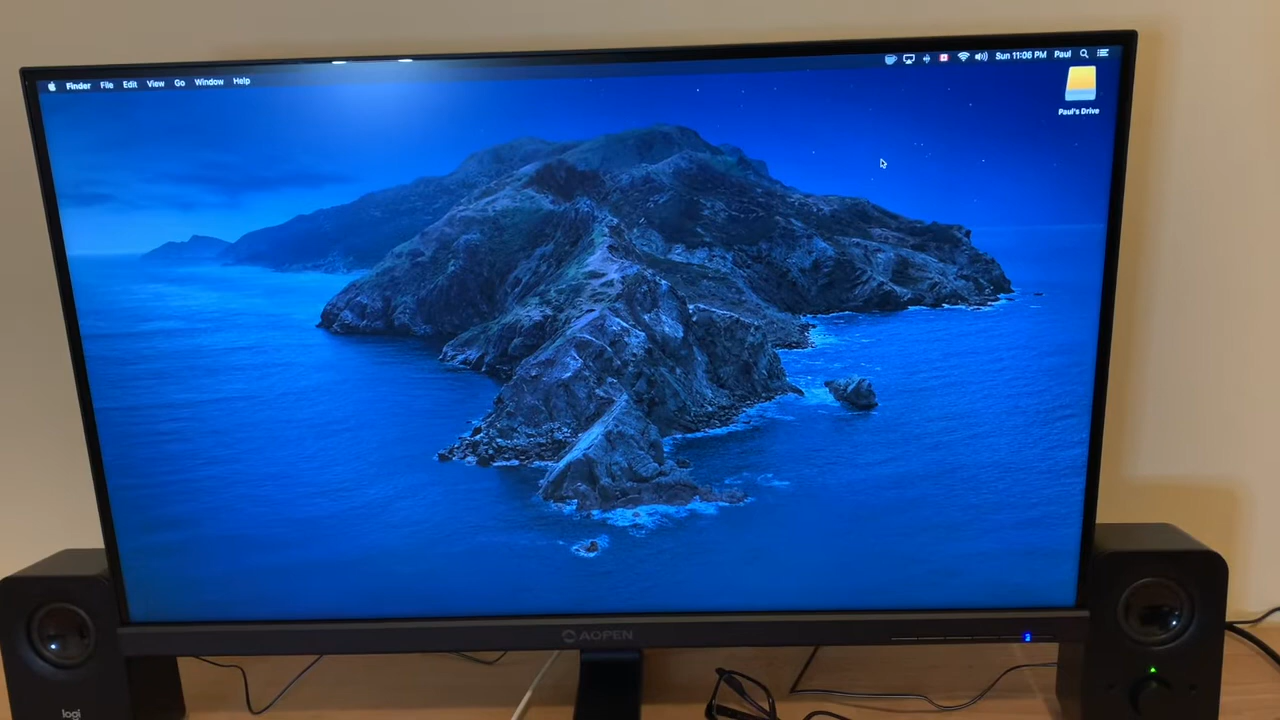 Finder File Edit View Go Window Help
Sun 11:06 PM Paul
Paul's Drive
AOPEN
logi